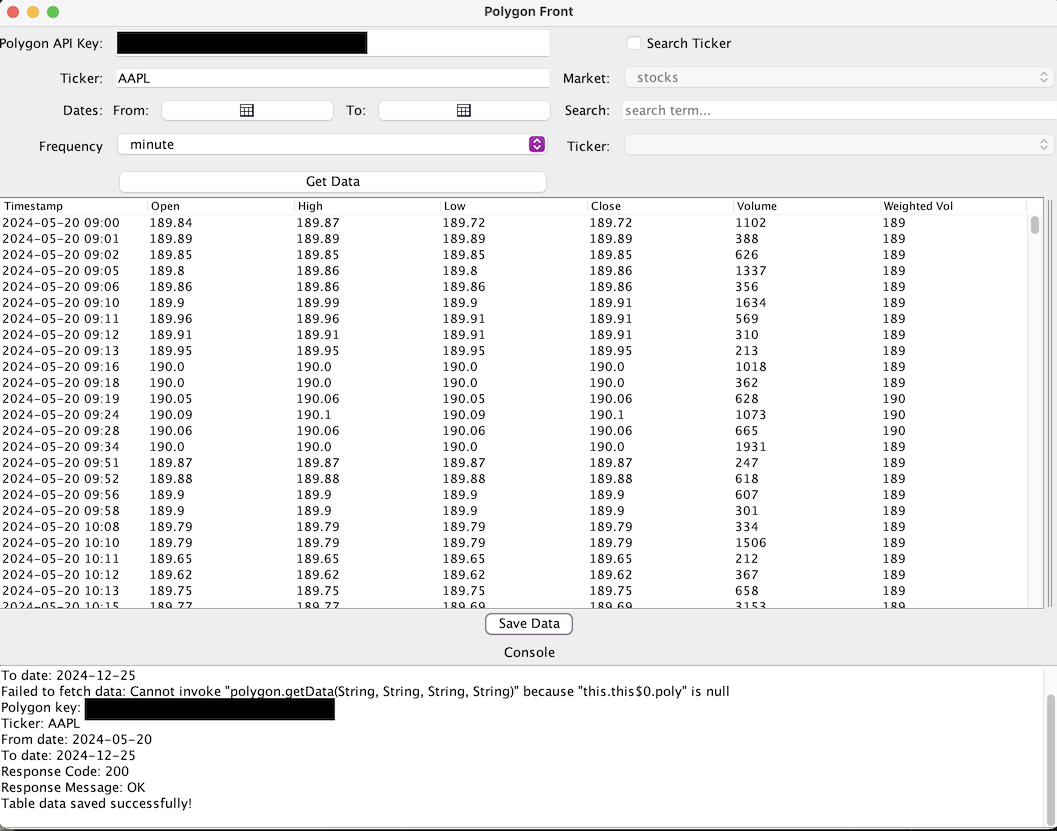 Polygon Front
Polygon API Key:
Search Ticker
Ticker: AAPL
Market: stocks
Dates: From: To:
Search: search term...
Frequency minute
Ticker:
Get Data
Timestamp Open High Low Close Volume Weighted Vol
2024-05-20 09:00 189.84 189.87 189.72 189.72 1102 189
2024-05-20 09:01 189.89 189.89 189.89 189.89 388 189
2024-05-20 09:02 189.85 189.85 189.85 189.85 626 189
2024-05-20 09:05 189.8 189.86 189.8 189.86 1337 189
2024-05-20 09:06 189.86 189.86 189.86 189.86 356 189
2024-05-20 09:10 189.9 189.99 189.9 189.91 1634 189
2024-05-20 09:11 189.96 189.96 189.91 189.91 569 189
2024-05-20 09:12 189.91 189.91 189.91 189.91 310 189
2024-05-20 09:13 189.95 189.95 189.95 189.95 213 189
2024-05-20 09:16 190.0 190.0 190.0 190.0 1018 189
2024-05-20 09:18 190.0 190.0 190.0 190.0 362 189
2024-05-20 09:19 190.05 190.06 190.05 190.06 628 190
2024-05-20 09:24 190.09 190.1 190.09 190.1 1073 190
2024-05-20 09:28 190.06 190.06 190.06 190.06 665 190
2024-05-20 09:34 190.0 190.0 190.0 190.0 1931 189
2024-05-20 09:51 189.87 189.87 189.87 189.87 247 189
2024-05-20 09:52 189.88 189.88 189.88 189.88 618 189
2024-05-20 09:56 189.9 189.9 189.9 189.9 607 189
2024-05-20 09:58 189.9 189.9 189.9 189.9 301 189
2024-05-20 10:08 189.79 189.79 189.79 189.79 334 189
2024-05-20 10:10 189.79 189.79 189.79 189.79 1506 189
2024-05-20 10:11 189.65 189.65 189.65 189.65 212 189
2024-05-20 10:12 189.62 189.62 189.62 189.62 367 189
2024-05-20 10:13 189.75 189.75 189.75 189.75 658 189
2024-05-20 10:15 189.77 189.77 189.69 189.69 3153 189
Save Data
Console
To date: 2024-12-25
Failed to fetch data: Cannot invoke "polygon.getData(String, String, String, String)" because "this.this$0.poly" is null
Polygon key:
Ticker: AAPL
From date: 2024-05-20
To date: 2024-12-25
Response Code: 200
Response Message: OK
Table data saved successfully!